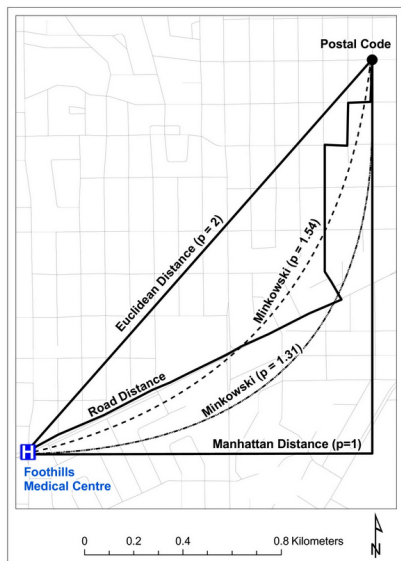 Postal Code
Euclidean Distance (p = 2)
Minkowski (p = 1.54)
Road Distance
Minkowski (p = 1.31)
Manhattan Distance (p=1)
H
Foothills
Medical Centre
0 0.2 0.4 0.8 Kilometers
N